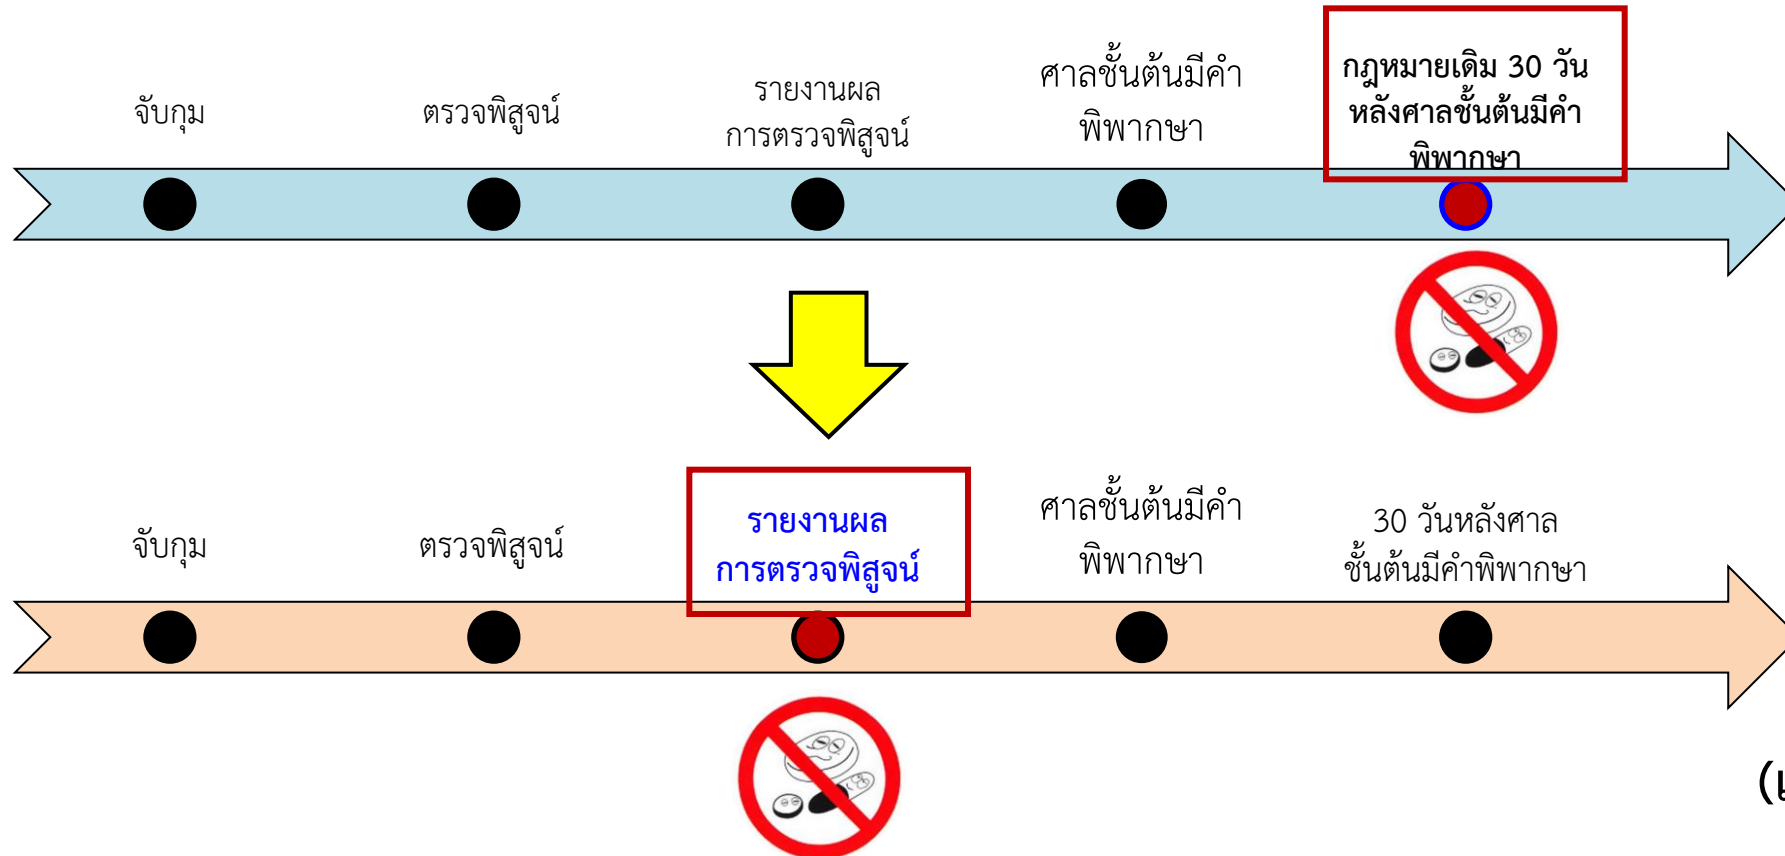 จับกุม
ตรวจพิสูจน์
รายงานผล
การตรวจพิสูจน์
ศาลชั้นต้นมีคำ
พิพากษา
กฎหมายเดิม 30 วัน
หลังศาลชั้นต้นมีคำ
พิพากษา
จับกุม
ตรวจพิสูจน์
รายงานผล
การตรวจพิสูจน์
ศาลชั้นต้นมีคำ
พิพากษา
30 วันหลังศาล
ชั้นต้นมีคำพิพากษา